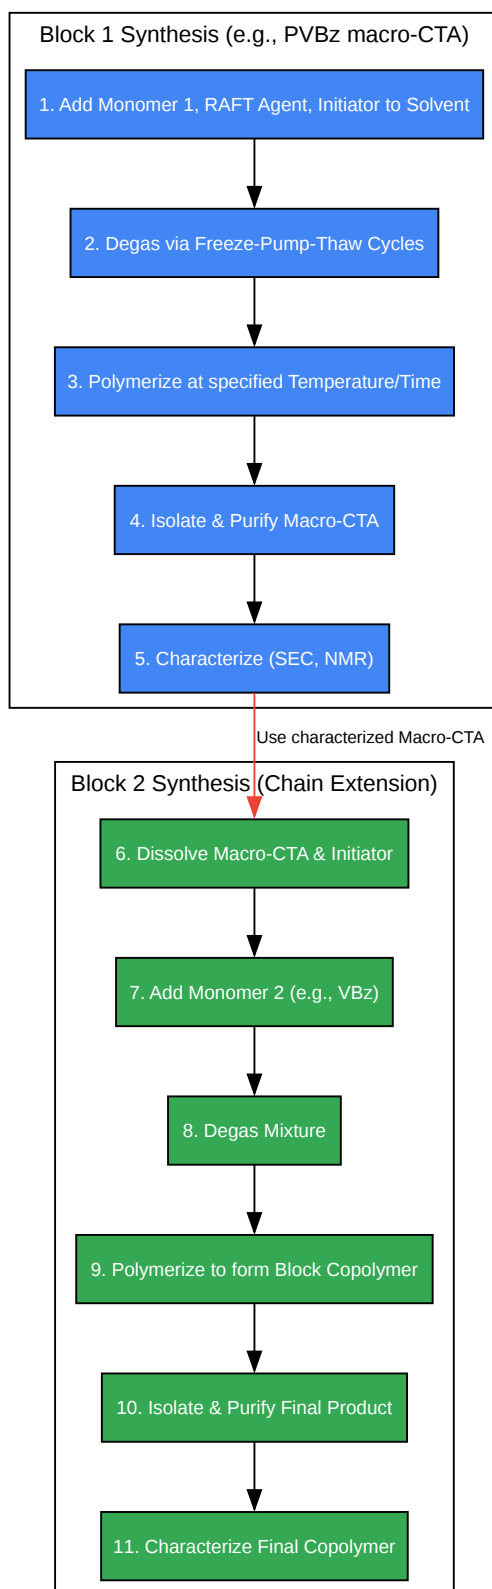 Block 1 Synthesis (e.g., PVBz macro-CTA)
1. Add Monomer 1, RAFT Agent, Initiator to Solvent
2. Degas via Freeze-Pump-Thaw Cycles
3. Polymerize at specified Temperature/Time
4. Isolate & Purify Macro-CTA
5. Characterize (SEC, NMR)
Use characterized Macro-CTA
Block 2 Synthesis (Chain Extension)
6. Dissolve Macro-CTA & Initiator
7. Add Monomer 2 (e.g., VBz)
8. Degas Mixture
9. Polymerize to form Block Copolymer
10. Isolate & Purify Final Product
11. Characterize Final Copolymer